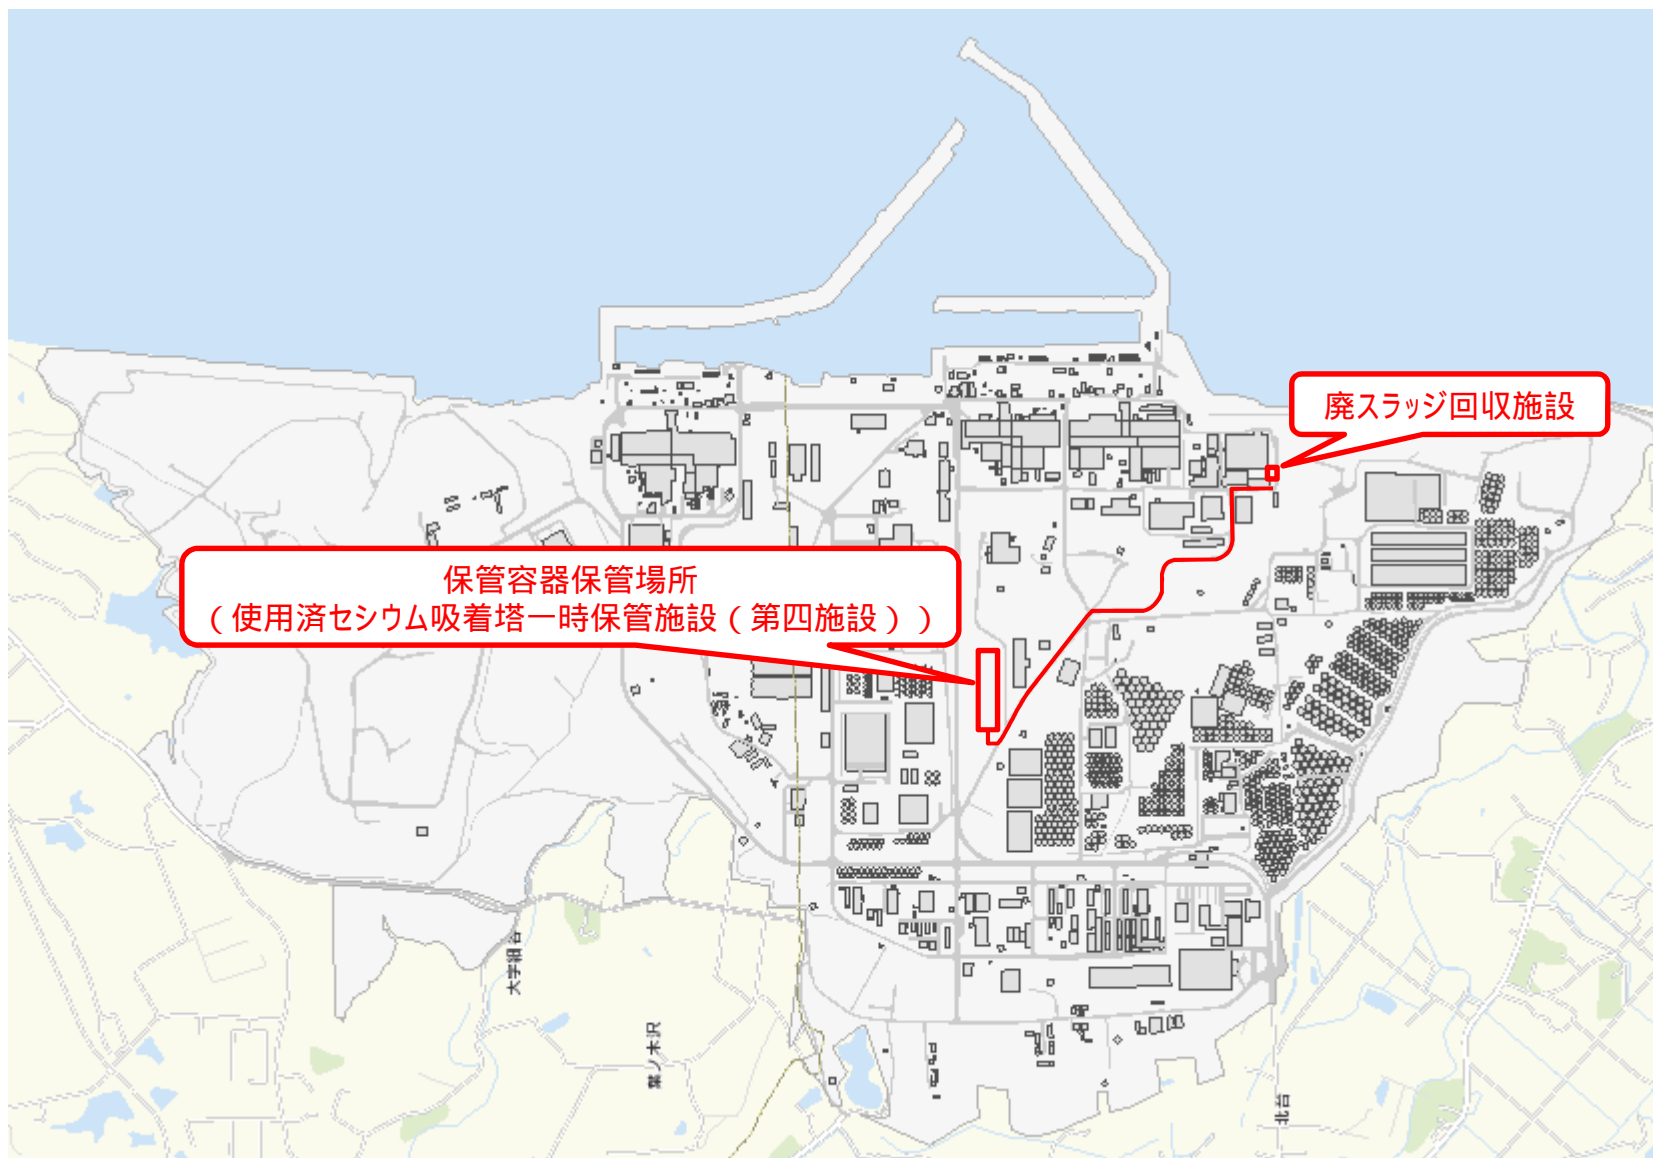 廃スラッジ回収施設
保管容器保管場所
（使用済セシウム吸着塔一時保管施設（第四施設））
大字細谷
葉ノ木沢
北台